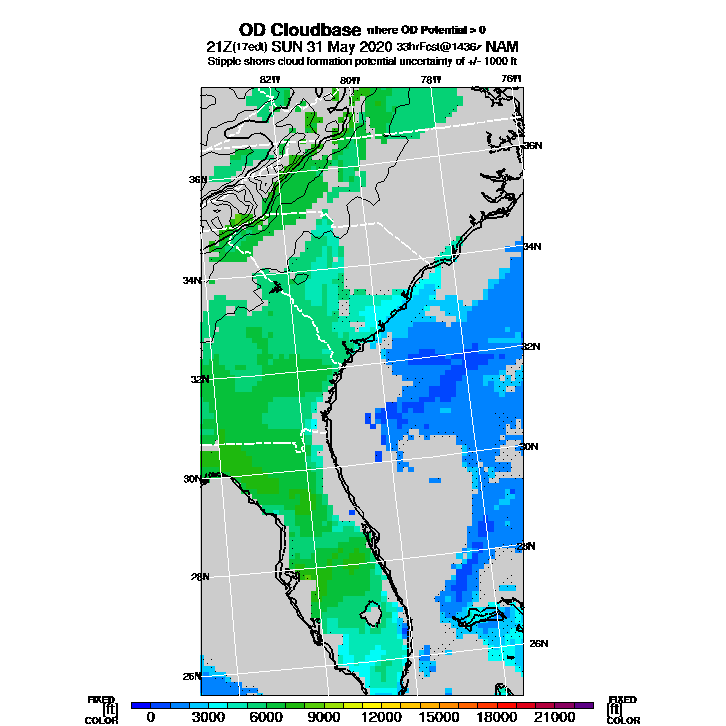 OD Cloudbase where OD Potential > 0
21Z(17edt) SUN 31 May 2020 33hrFcst@1436z NAM
Stipple shows cloud formation potential uncertainty of +/- 1000 ft
82W 80W 78W 76W
36N 36N
34N 34N
32N 32N
30N 30N
28N 28N
26N 26N
FIXED FIXED
[ft] [ft]
COLOR COLOR
0 3000 6000 9000 12000 15000 18000 21000